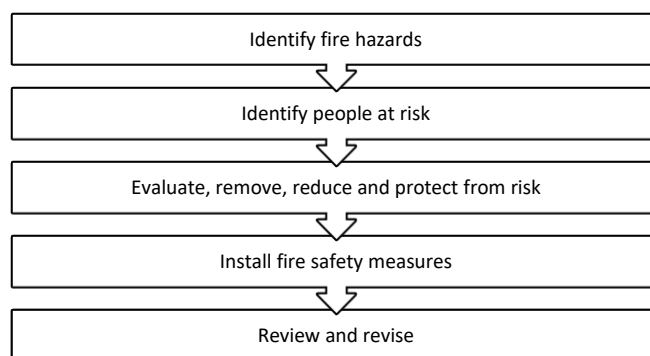 Identify fire hazards
Identify people at risk
Evaluate, remove, reduce and protect from risk
Install fire safety measures
Review and revise